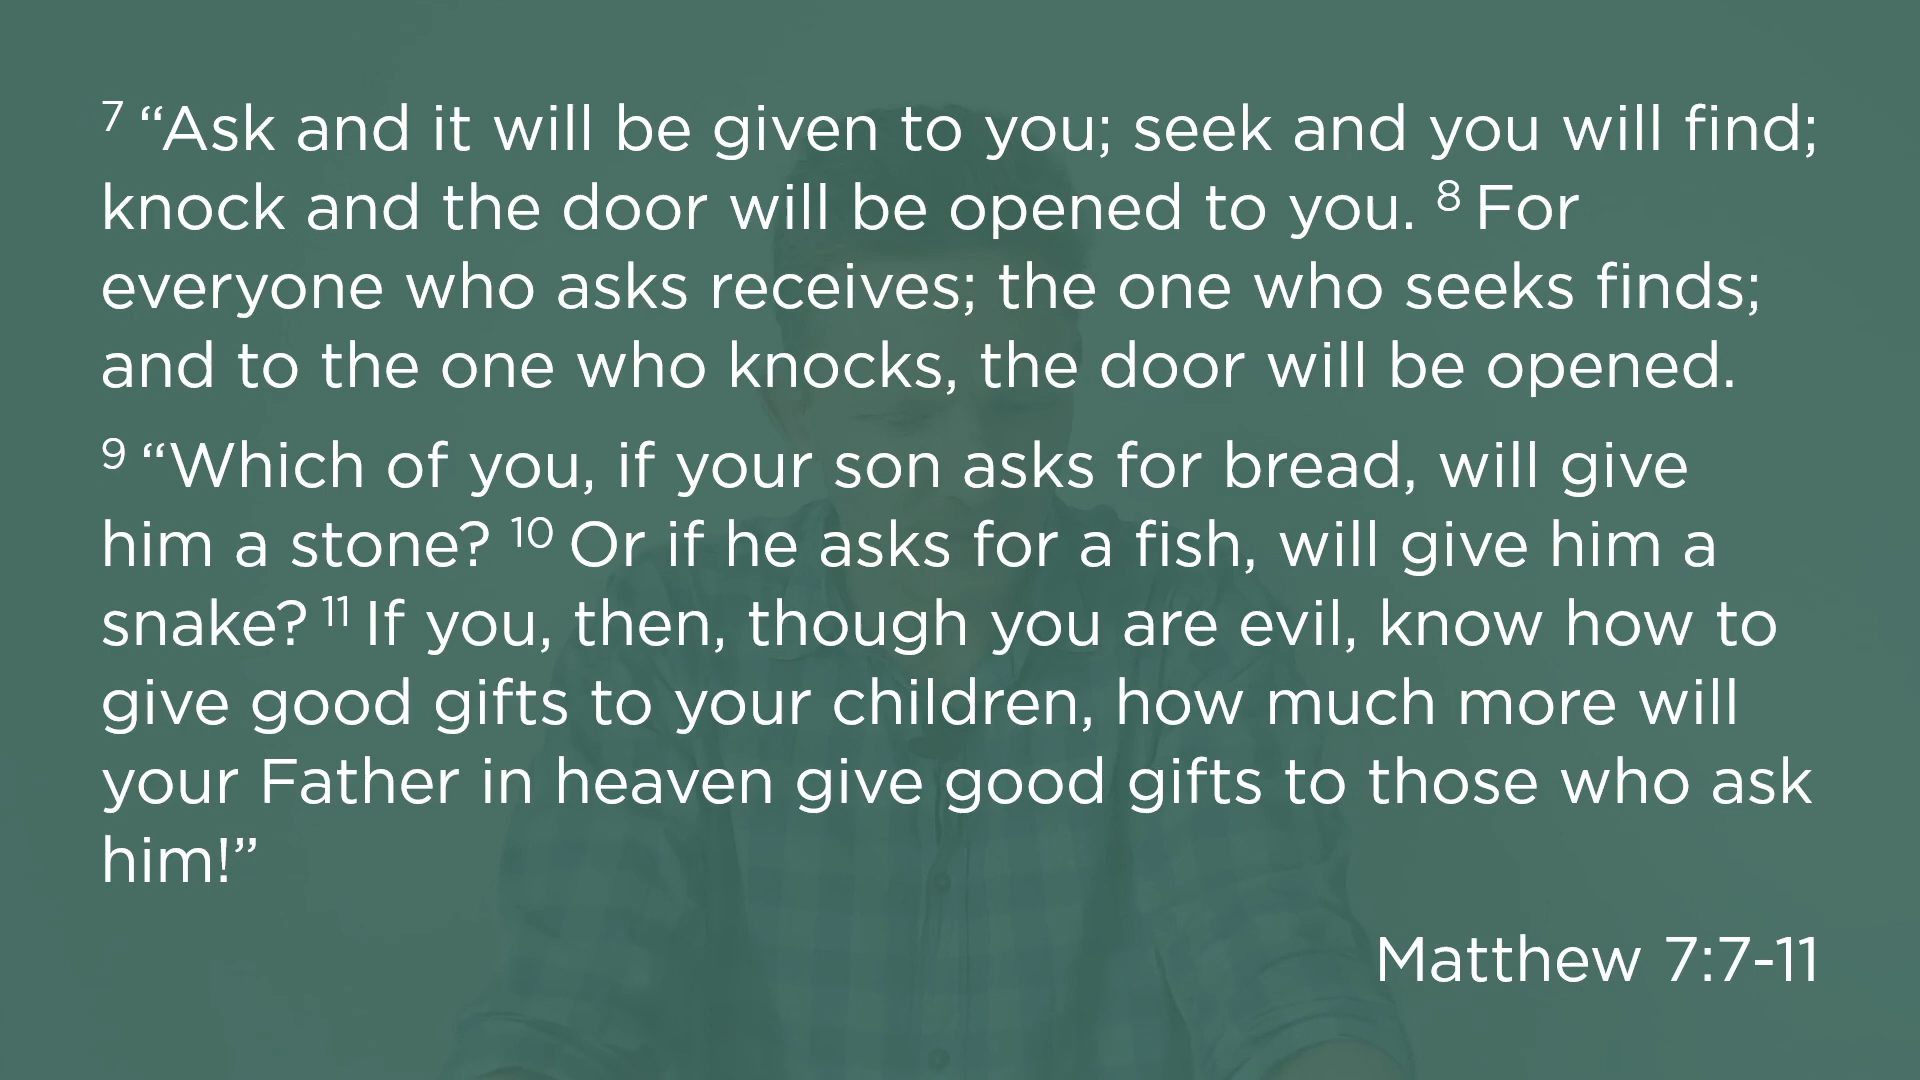 7 “Ask and it will be given to you; seek and you will find;
knock and the door will be opened to you. 8 For
everyone who asks receives; the one who seeks finds;
and to the one who knocks, the door will be opened.
9 “Which of you, if your son asks for bread, will give
him a stone? 10 Or if he asks for a fish, will give him a
snake? 11 If you, then, though you are evil, know how to
give good gifts to your children, how much more will
your Father in heaven give good gifts to those who ask
him!”
Matthew 7:7-11